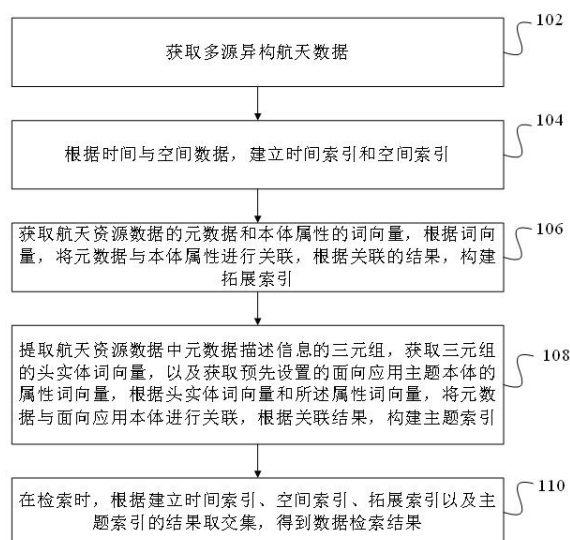 102
获取多源异构航天数据
104
根据时间与空间数据，建立时间索引和空间索引
106
获取航天资源数据的元数据和本体属性的词向量，根据词向
量，将元数据与本体属性进行关联，根据关联的结果，构建
拓展索引
108
提取航天资源数据中元数据描述信息的三元组，获取三元组
的头实体词向量，以及获取预先设置的面向应用主题本体的
属性词向量，根据头实体词向量和所述属性词向量，将元数
据与面向应用本体进行关联，根据关联结果，构建主题索引
110
在检索时，根据建立时间索引、空间索引、拓展索引以及主
题索引的结果取交集，得到数据检索结果